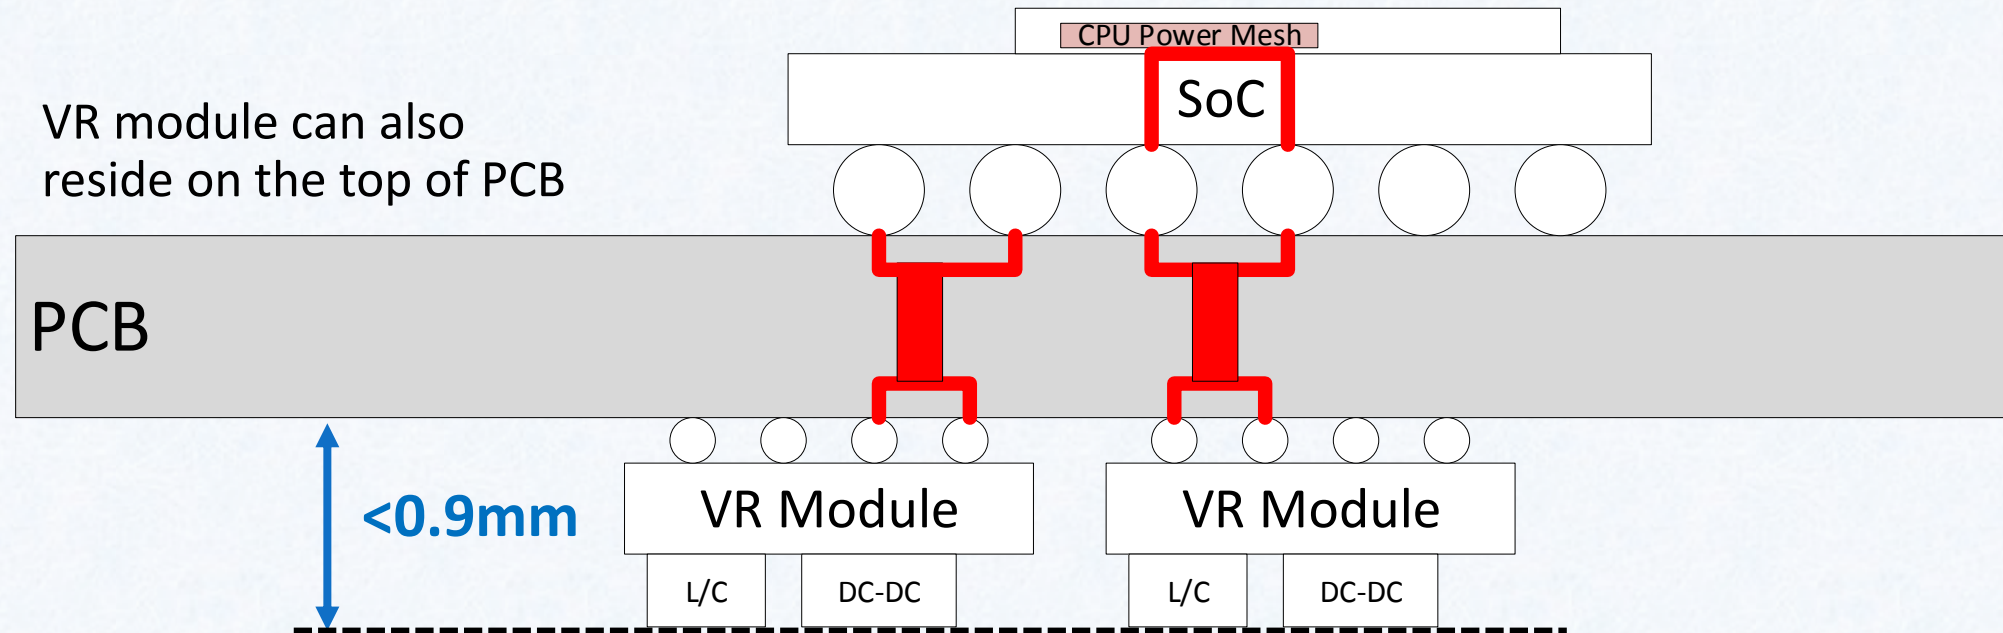 CPU Power Mesh
SoC
VR module can also
reside on the top of PCB
PCB
<0.9mm
VR Module
VR Module
L/C
DC-DC
L/C
DC-DC